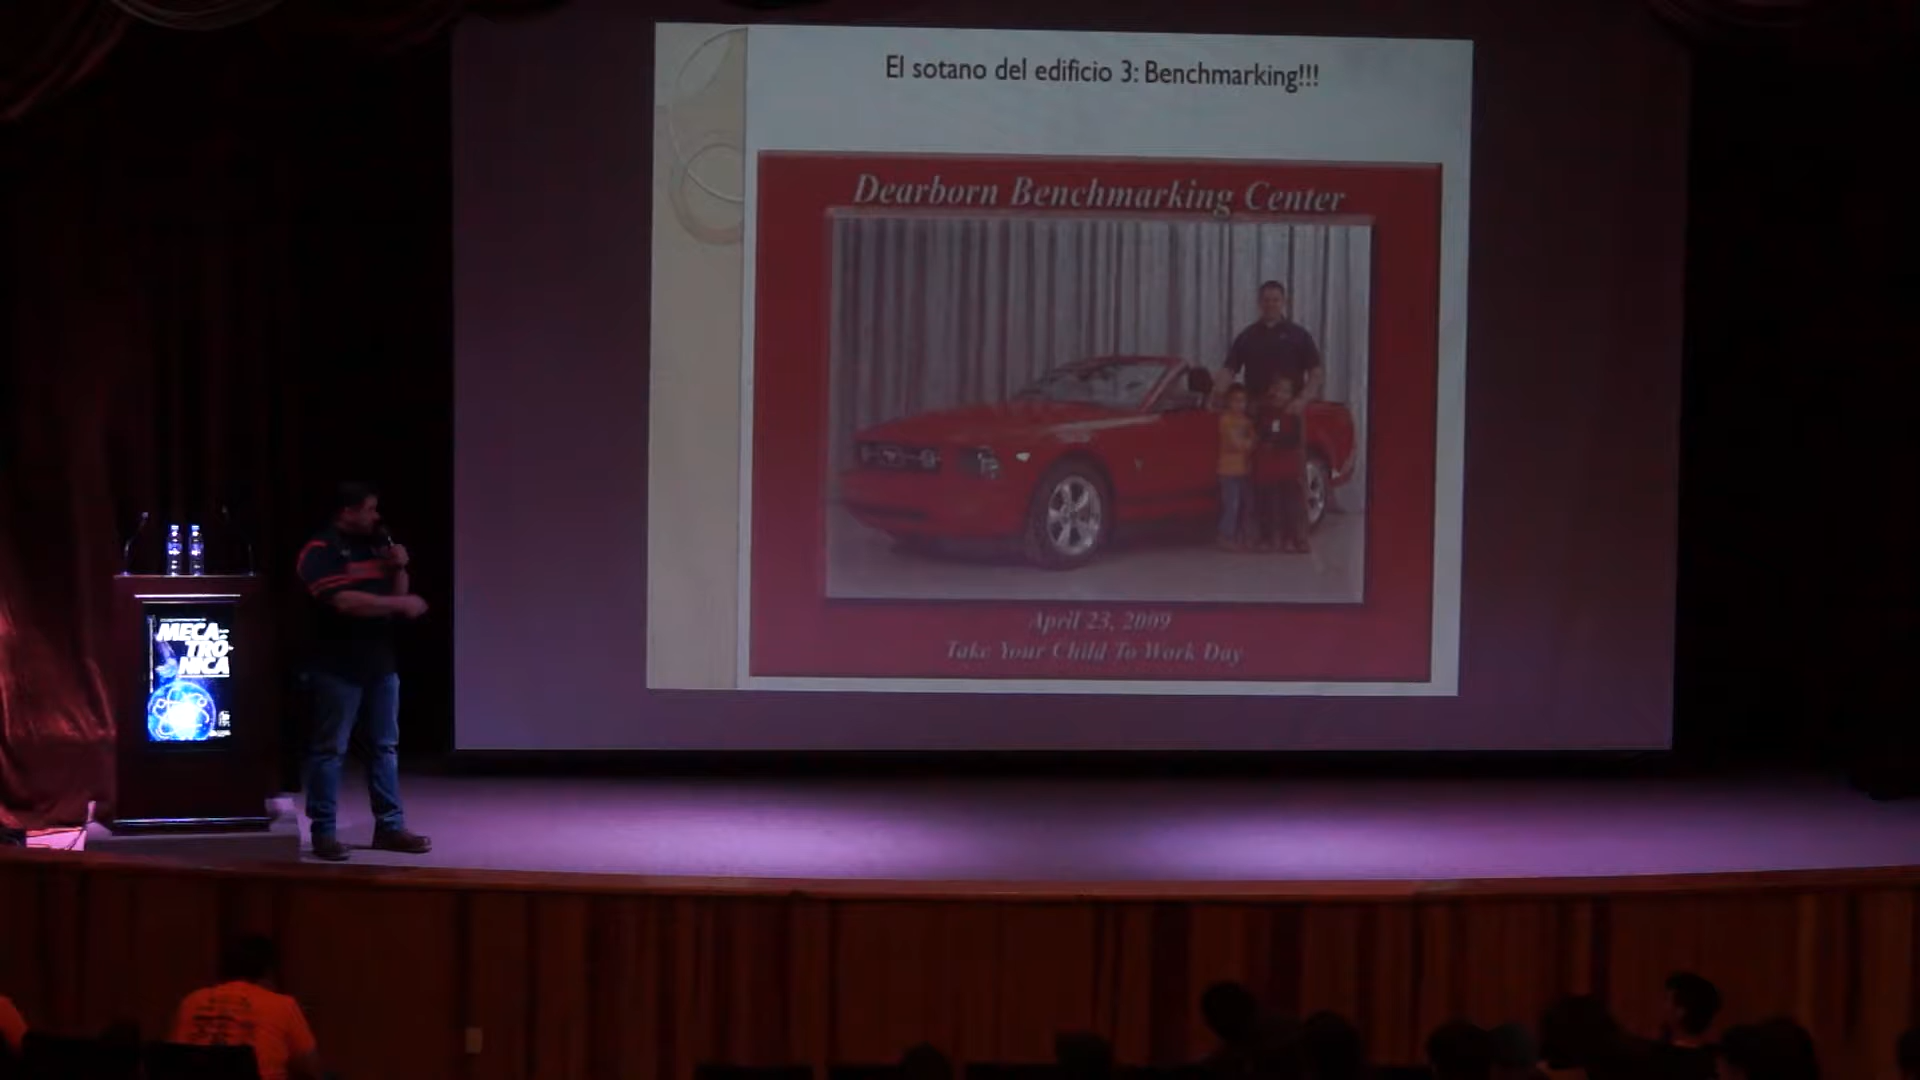 El sotano del edificio 3: Benchmarking!!!
Dearborn Benchmarking Center
April 23, 2009
Take Your Child To Work Day
MECA-
TRÓ-
NICA